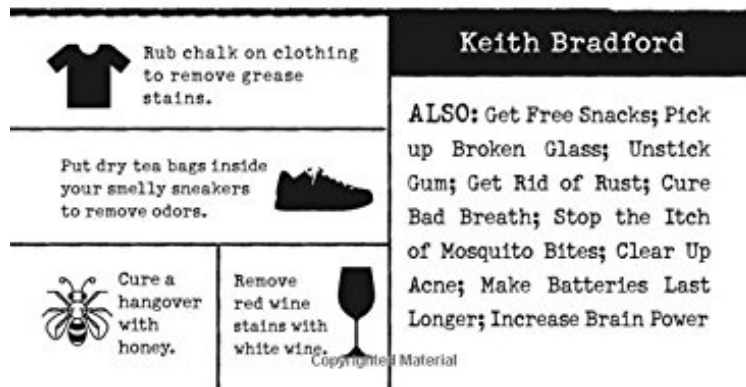 Rub chalk on clothing
to remove grease
stains.
Put dry tea bags inside
your smelly sneakers
to remove odors.
Cure a
hangover
with
honey.
Remove
red wine
stains with
white wine.
Keith Bradford
ALSO: Get Free Snacks; Pick
up Broken Glass; Unstick
Gum; Get Rid of Rust; Cure
Bad Breath; Stop the Itch
of Mosquito Bites; Clear Up
Acne; Make Batteries Last
Longer; Increase Brain Power
Copyrighted Material